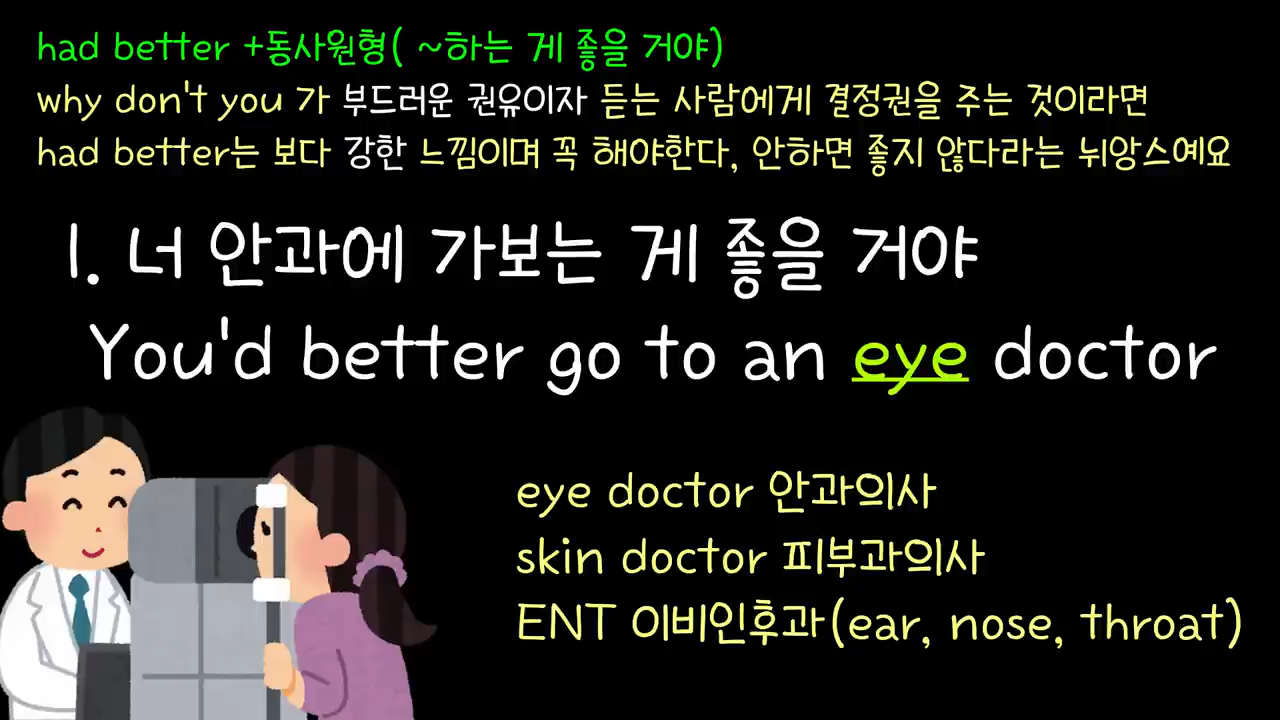 had better +동사원형( ~하는 게 좋을 거야)
why don't you 가 부드러운 권유이자 듣는 사람에게 결정권을 주는 것이라면
had better는 보다 강한 느낌이며 꼭 해야한다, 안하면 좋지 않다라는 뉘앙스예요
1. 너 안과에 가보는 게 좋을 거야
You'd better go to an eye doctor
eye doctor 안과의사
skin doctor 피부과의사
ENT 이비인후과(ear, nose, throat)